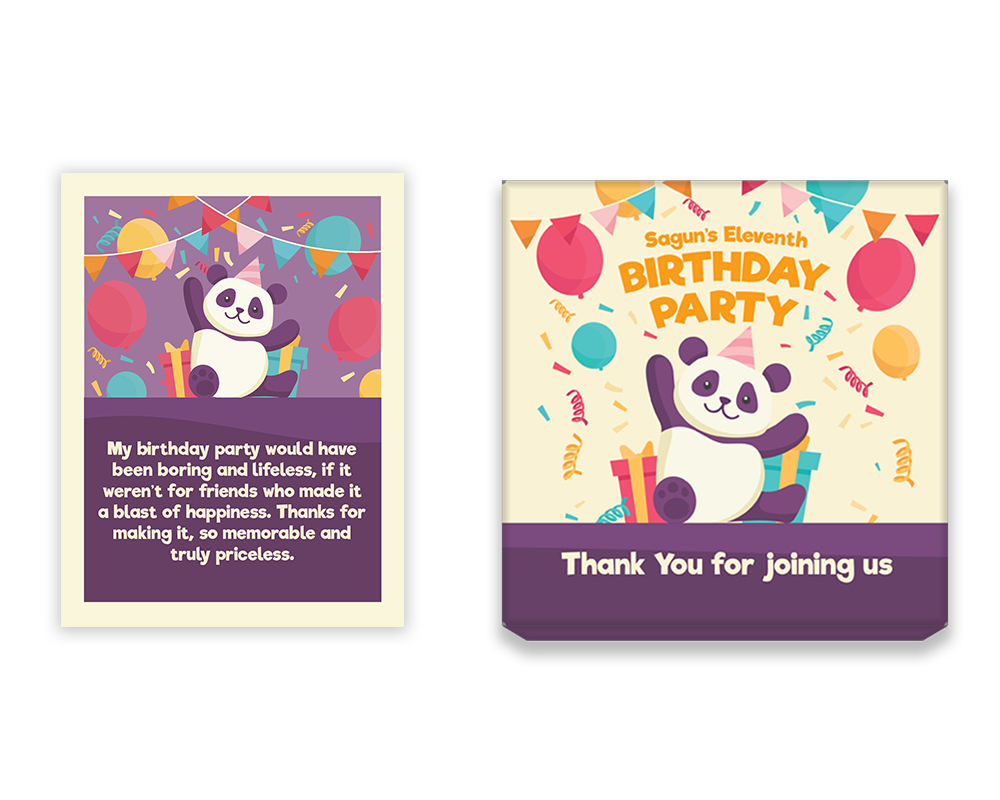 My birthday party would have
been boring and lifeless, if it
weren't for friends who made it
a blast of happiness. Thanks for
making it, so memorable and
truly priceless.
Sagun's Eleventh
BIRTHDAY
PARTY
Thank You for joining us